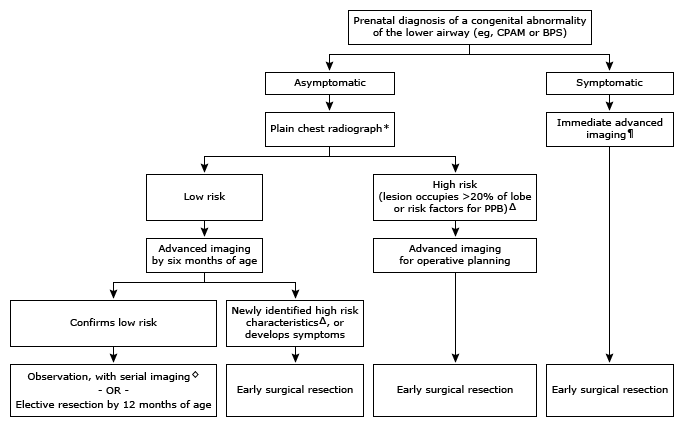 Prenatal diagnosis of a congenital abnormality
of the lower airway (eg, CPAM or BPS)
Asymptomatic
Symptomatic
Plain chest radiograph*
Immediate advanced
imaging¶
Low risk
High risk
(lesion occupies >20% of lobe
or risk factors for PPB)Δ
Advanced imaging
by six months of age
Advanced imaging
for operative planning
Confirms low risk
Newly identified high risk
characteristicsΔ, or
develops symptoms
Observation, with serial imaging◇
- OR -
Elective resection by 12 months of age
Early surgical resection
Early surgical resection
Early surgical resection